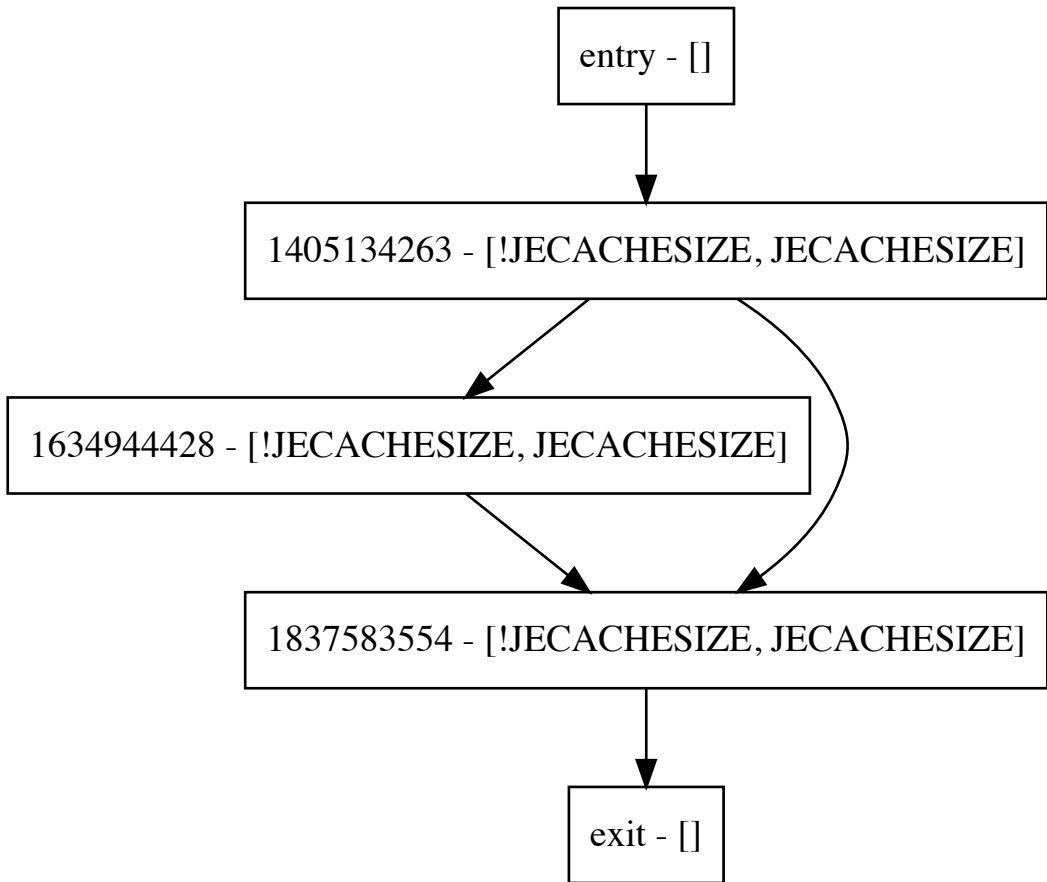 entry - []
1405134263 - [!JECACHESIZE, JECACHESIZE]
1634944428 - [!JECACHESIZE, JECACHESIZE]
1837583554 - [!JECACHESIZE, JECACHESIZE]
exit - []